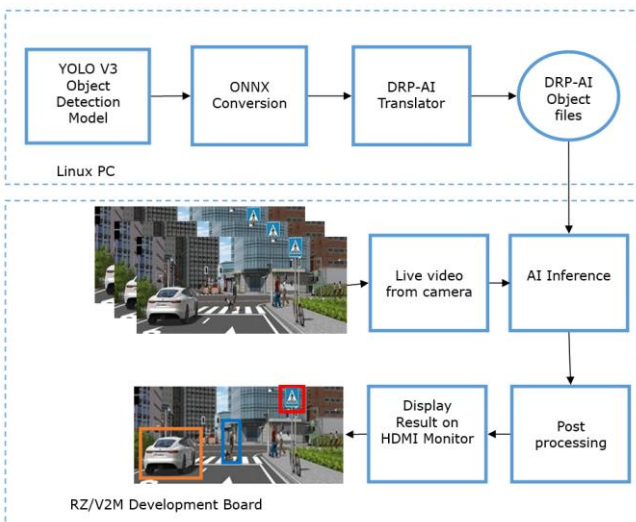 YOLO V3
Object
Detection
Model
ONNX
Conversion
DRP-AI
Translator
DRP-AI
Object
files
Linux PC
Live video
from camera
AI Inference
Display
Result on
HDMI Monitor
Post
processing
RZ/V2M Development Board